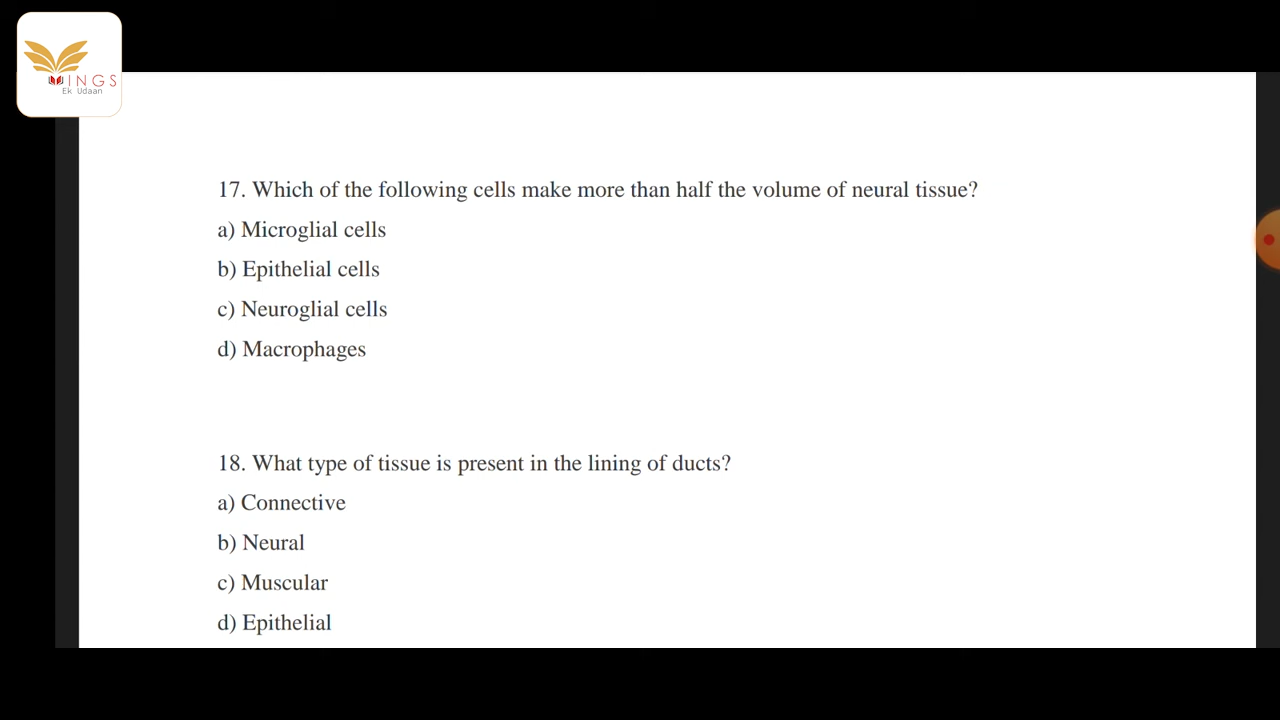 WINGS
Ek Udaan
17. Which of the following cells make more than half the volume of neural tissue?
a) Microglial cells
b) Epithelial cells
c) Neuroglial cells
d) Macrophages
18. What type of tissue is present in the lining of ducts?
a) Connective
b) Neural
c) Muscular
d) Epithelial